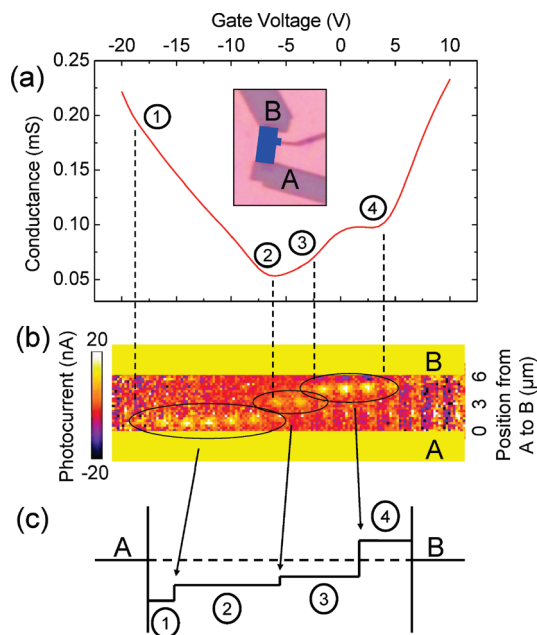 Gate Voltage (V)
-20 -15 -10 -5 0 5 10
(a)
Conductance (mS)
0.25
0.20
0.15
0.10
0.05
1
2
3
4
B
A
(b)
Photocurrent (nA)
20
-20
B
A
6
3
0
Position from
A to B (µm)
(c)
A
B
4
1
2
3